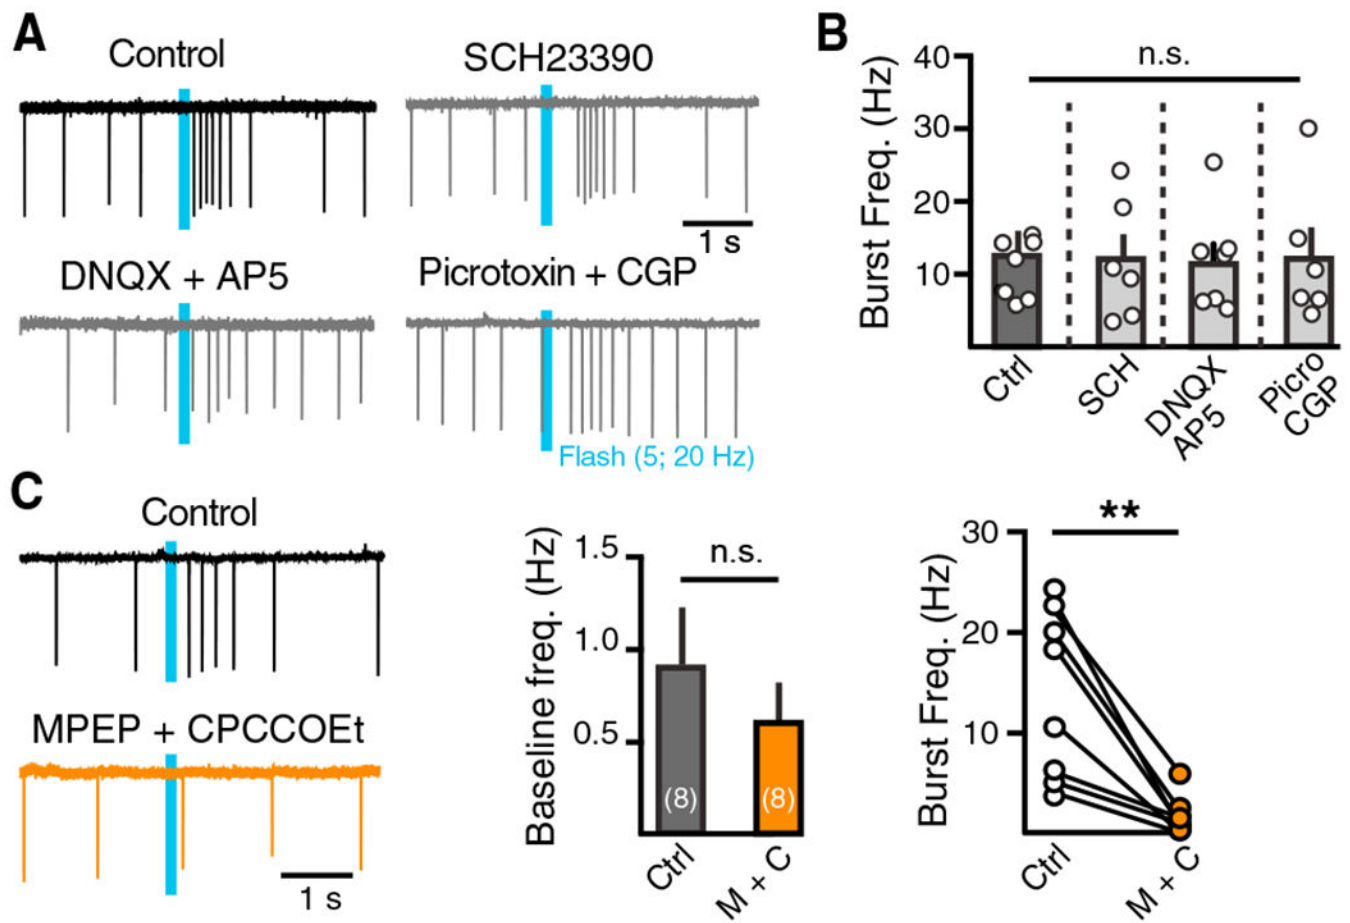 A
Control
SCH23390
1 s
DNQX + AP5
Picrotoxin + CGP
Flash (5; 20 Hz)
B
Burst Freq. (Hz)
40
30
20
10
n.s.
Ctrl
SCH
DNQX
AP5
Picro
CGP
C
Control
MPEP + CPCCOEt
1 s
Baseline freq. (Hz)
1.5
1.0
0.5
n.s.
(8)
(8)
Ctrl
M + C
Burst Freq. (Hz)
30
20
10
**
Ctrl
M + C